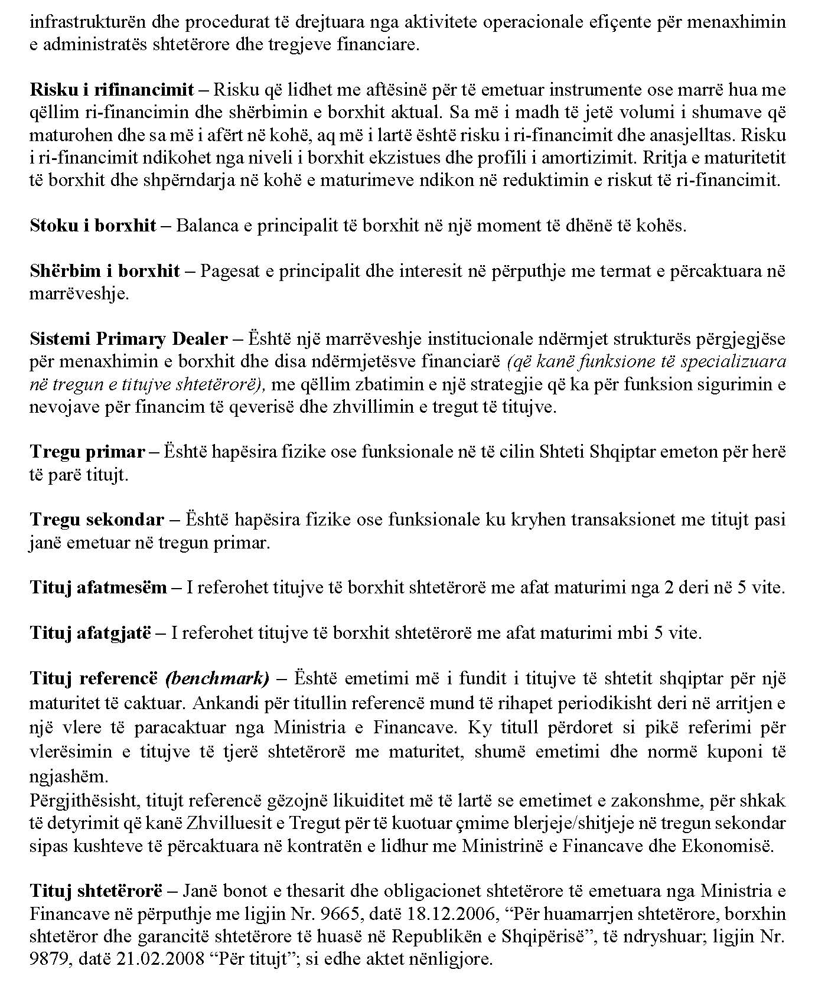 infrastrukturën dhe procedurat të drejtuara nga aktivitete operacionale efiçente për menaxhimin
e administratës shtetërore dhe tregjeve financiare.
Risku i rifinancimit – Risku që lidhet me aftësinë për të emetuar instrumente ose marrë hua me
qëllim ri-financimin dhe shërbimin e borxhit aktual. Sa më i madh të jetë volumi i shumave që
maturohen dhe sa më i afërt në kohë, aq më i lartë është risku i ri-financimit dhe anasjelltas. Risku
i ri-financimit ndikohet nga niveli i borxhit ekzistues dhe profili i amortizimit. Rritja e maturitetit
të borxhit dhe shpërndarja në kohë e maturimeve ndikon në reduktimin e riskut të ri-financimit.
Stoku i borxhit – Balanca e principalit të borxhit në një moment të dhënë të kohës.
Shërbim i borxhit – Pagesat e principalit dhe interesit në përputhje me termat e përcaktuara në
marrëveshje.
Sistemi Primary Dealer – Është një marrëveshje institucionale ndërmjet strukturës përgjegjëse
për menaxhimin e borxhit dhe disa ndërmjetësve financiarë (që kanë funksione të specializuara
në tregun e titujve shtetërorë), me qëllim zbatimin e një strategjie që ka për funksion sigurimin e
nevojave për financim të qeverisë dhe zhvillimin e tregut të titujve.
Tregu primar – Është hapësira fizike ose funksionale në të cilin Shteti Shqiptar emeton për herë
të parë titujt.
Tregu sekondar – Është hapësira fizike ose funksionale ku kryhen transaksionet me titujt pasi
janë emetuar në tregun primar.
Tituj afatmesëm – I referohet titujve të borxhit shtetërorë me afat maturimi nga 2 deri në 5 vite.
Tituj afatgjatë – I referohet titujve të borxhit shtetërorë me afat maturimi mbi 5 vite.
Tituj referencë (benchmark) – Është emetimi më i fundit i titujve të shtetit shqiptar për një
maturitet të caktuar. Ankandi për titullin referencë mund të rihapet periodikisht deri në arritjen e
një vlere të paracaktuar nga Ministria e Financave. Ky titull përdoret si pikë referimi për
vlerësimin e titujve të tjerë shtetërorë me maturitet, shumë emetimi dhe normë kuponi të
ngjashëm.
Përgjithësisht, titujt referencë gëzojnë likuiditet më të lartë se emetimet e zakonshme, për shkak
të detyrimit që kanë Zhvilluesit e Tregut për të kuotuar çmime blerjeje/shitjeje në tregun sekondar
sipas kushteve të përcaktuara në kontratën e lidhur me Ministrinë e Financave dhe Ekonomisë.
Tituj shtetërorë – Janë bonot e thesarit dhe obligacionet shtetërore të emetuara nga Ministria e
Financave në përputhje me ligjin Nr. 9665, datë 18.12.2006, “Për huamarrjen shtetërore, borxhin
shtetëror dhe garancitë shtetërore të huasë në Republikën e Shqipërisë”, të ndryshuar; ligjin Nr.
9879, datë 21.02.2008 “Për titujt”; si edhe aktet nënligjore.